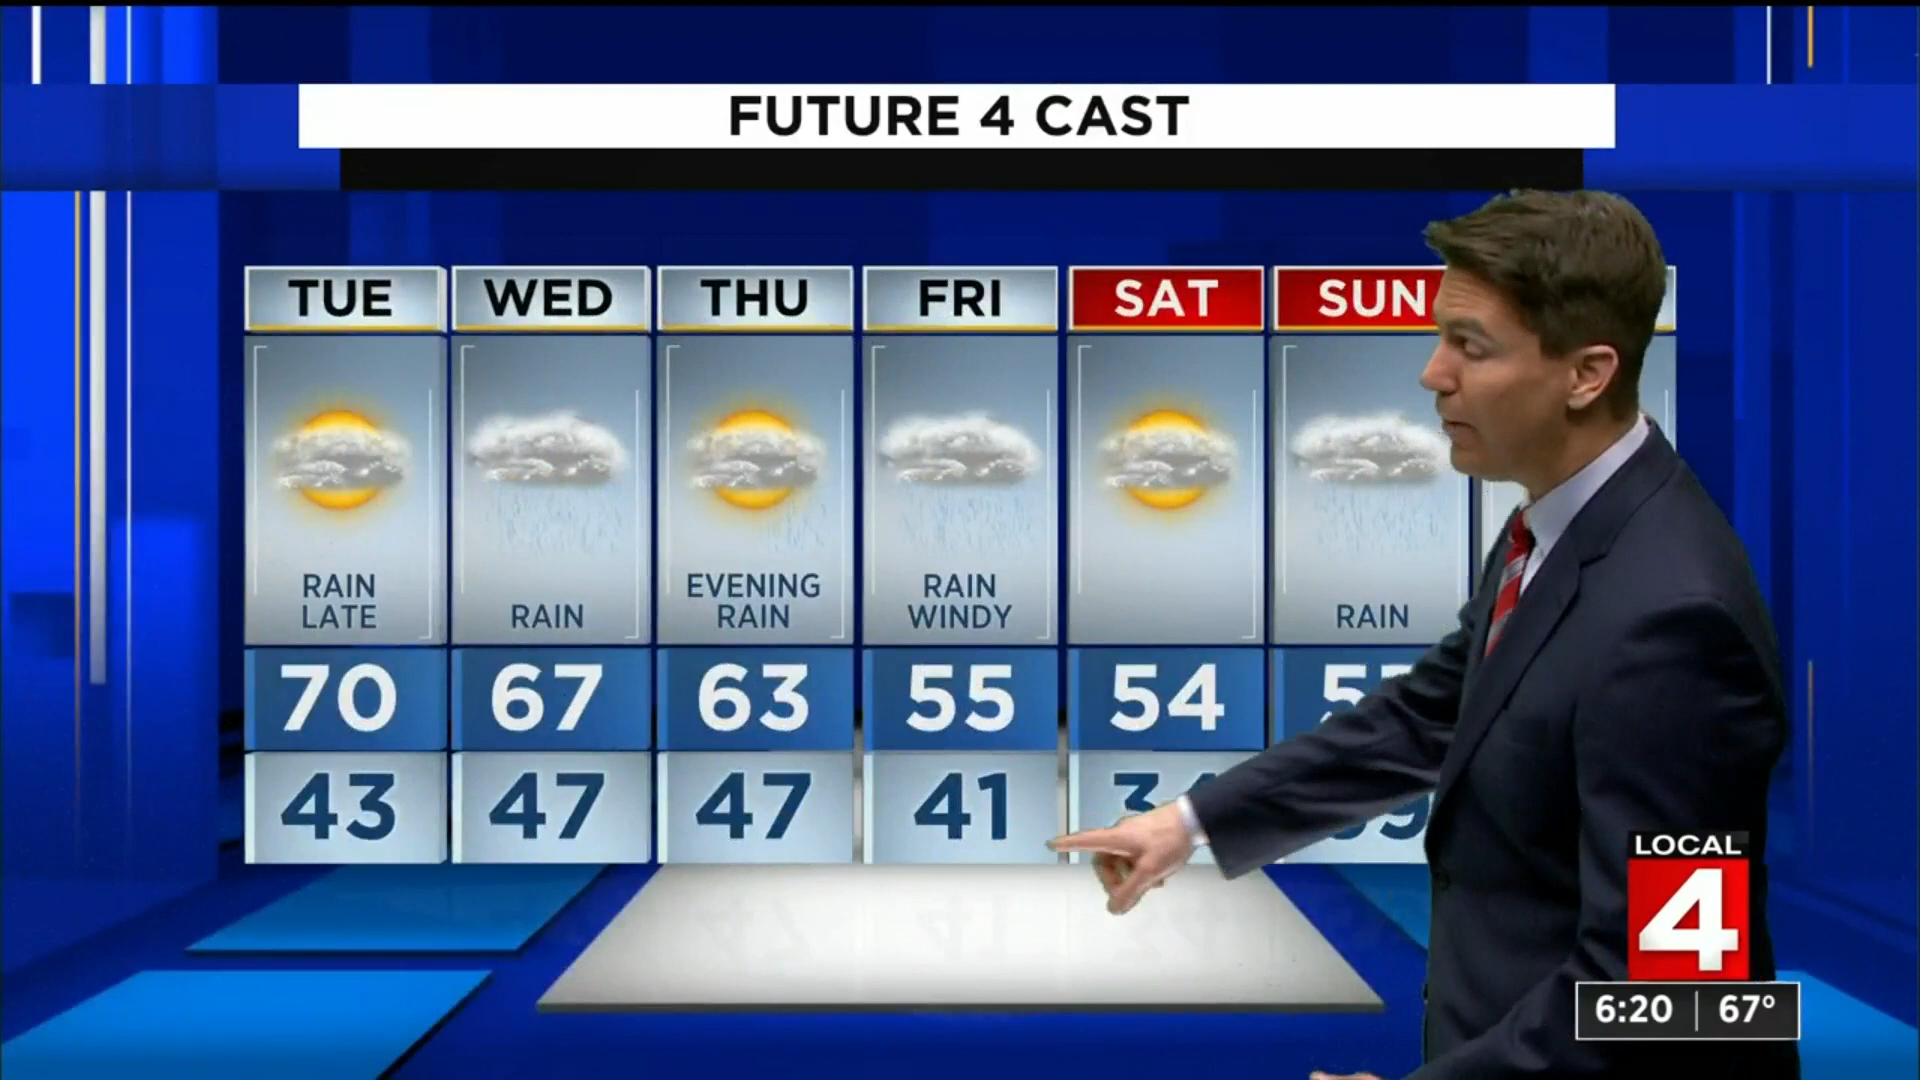 FUTURE 4 CAST
TUE WED THU FRI SAT SUN
RAIN LATE
RAIN
EVENING RAIN
RAIN WINDY
RAIN
70 67 63 55 54
43 47 47 41
LOCAL
4
6:20 67°